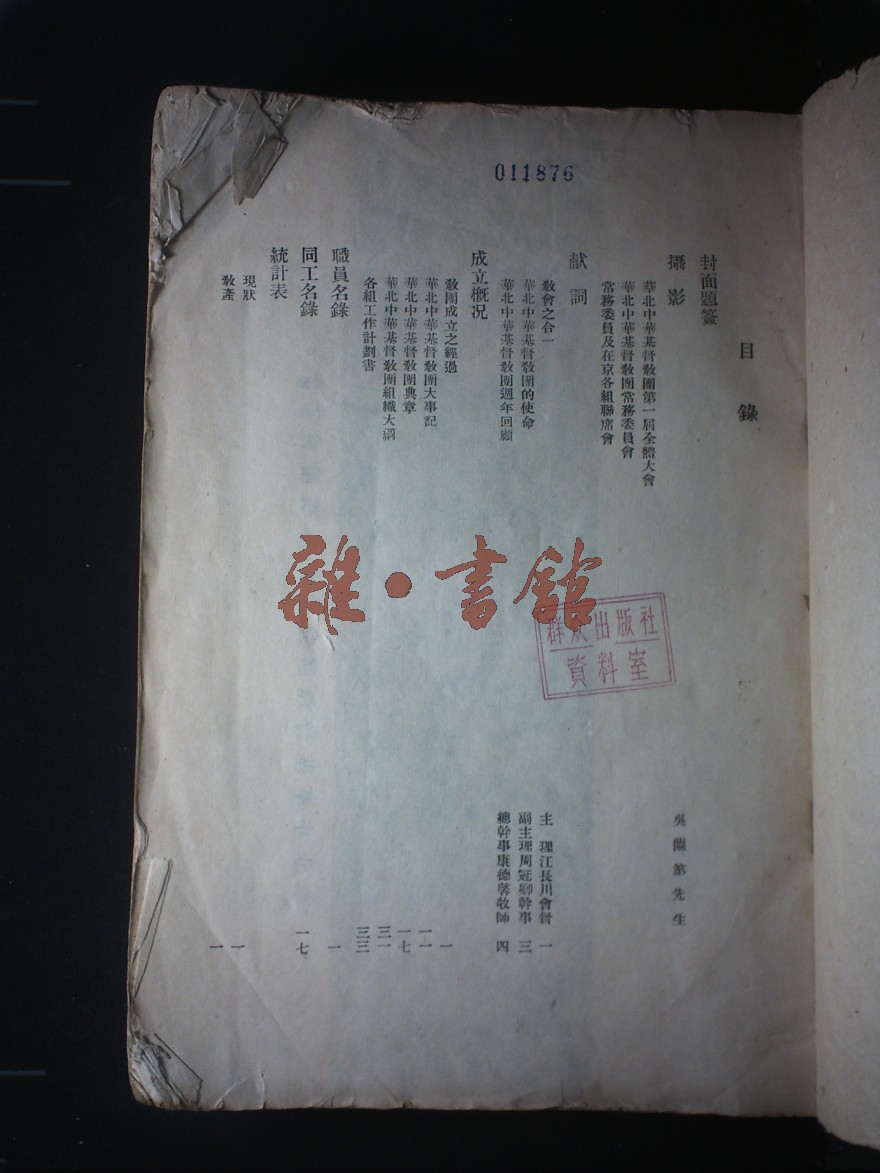 011876
目錄
封面題簽 吳蘭第先生
攝影
華北中華基督教團第一屆全體大會
華北中華基督教團常務委員會
常務委員及在京各組聯席會
献詞
教會之合一 主理江長川會督 一
華北中華基督教團的使命 副主理周冠卿幹事 三
華北中華基督教團週年回顧 總幹事康德馨牧師 四
成立概况
教團成立之經過 一
華北中華基督教團大事記 一一
華北中華基督教團典章 一七
華北中華基督教團組織大綱 三一
各組工作計劃書 三三
職員名錄 一
同工名錄 一七
統計表
現狀 一
教產 一
雜·書館
群众出版社
資料室